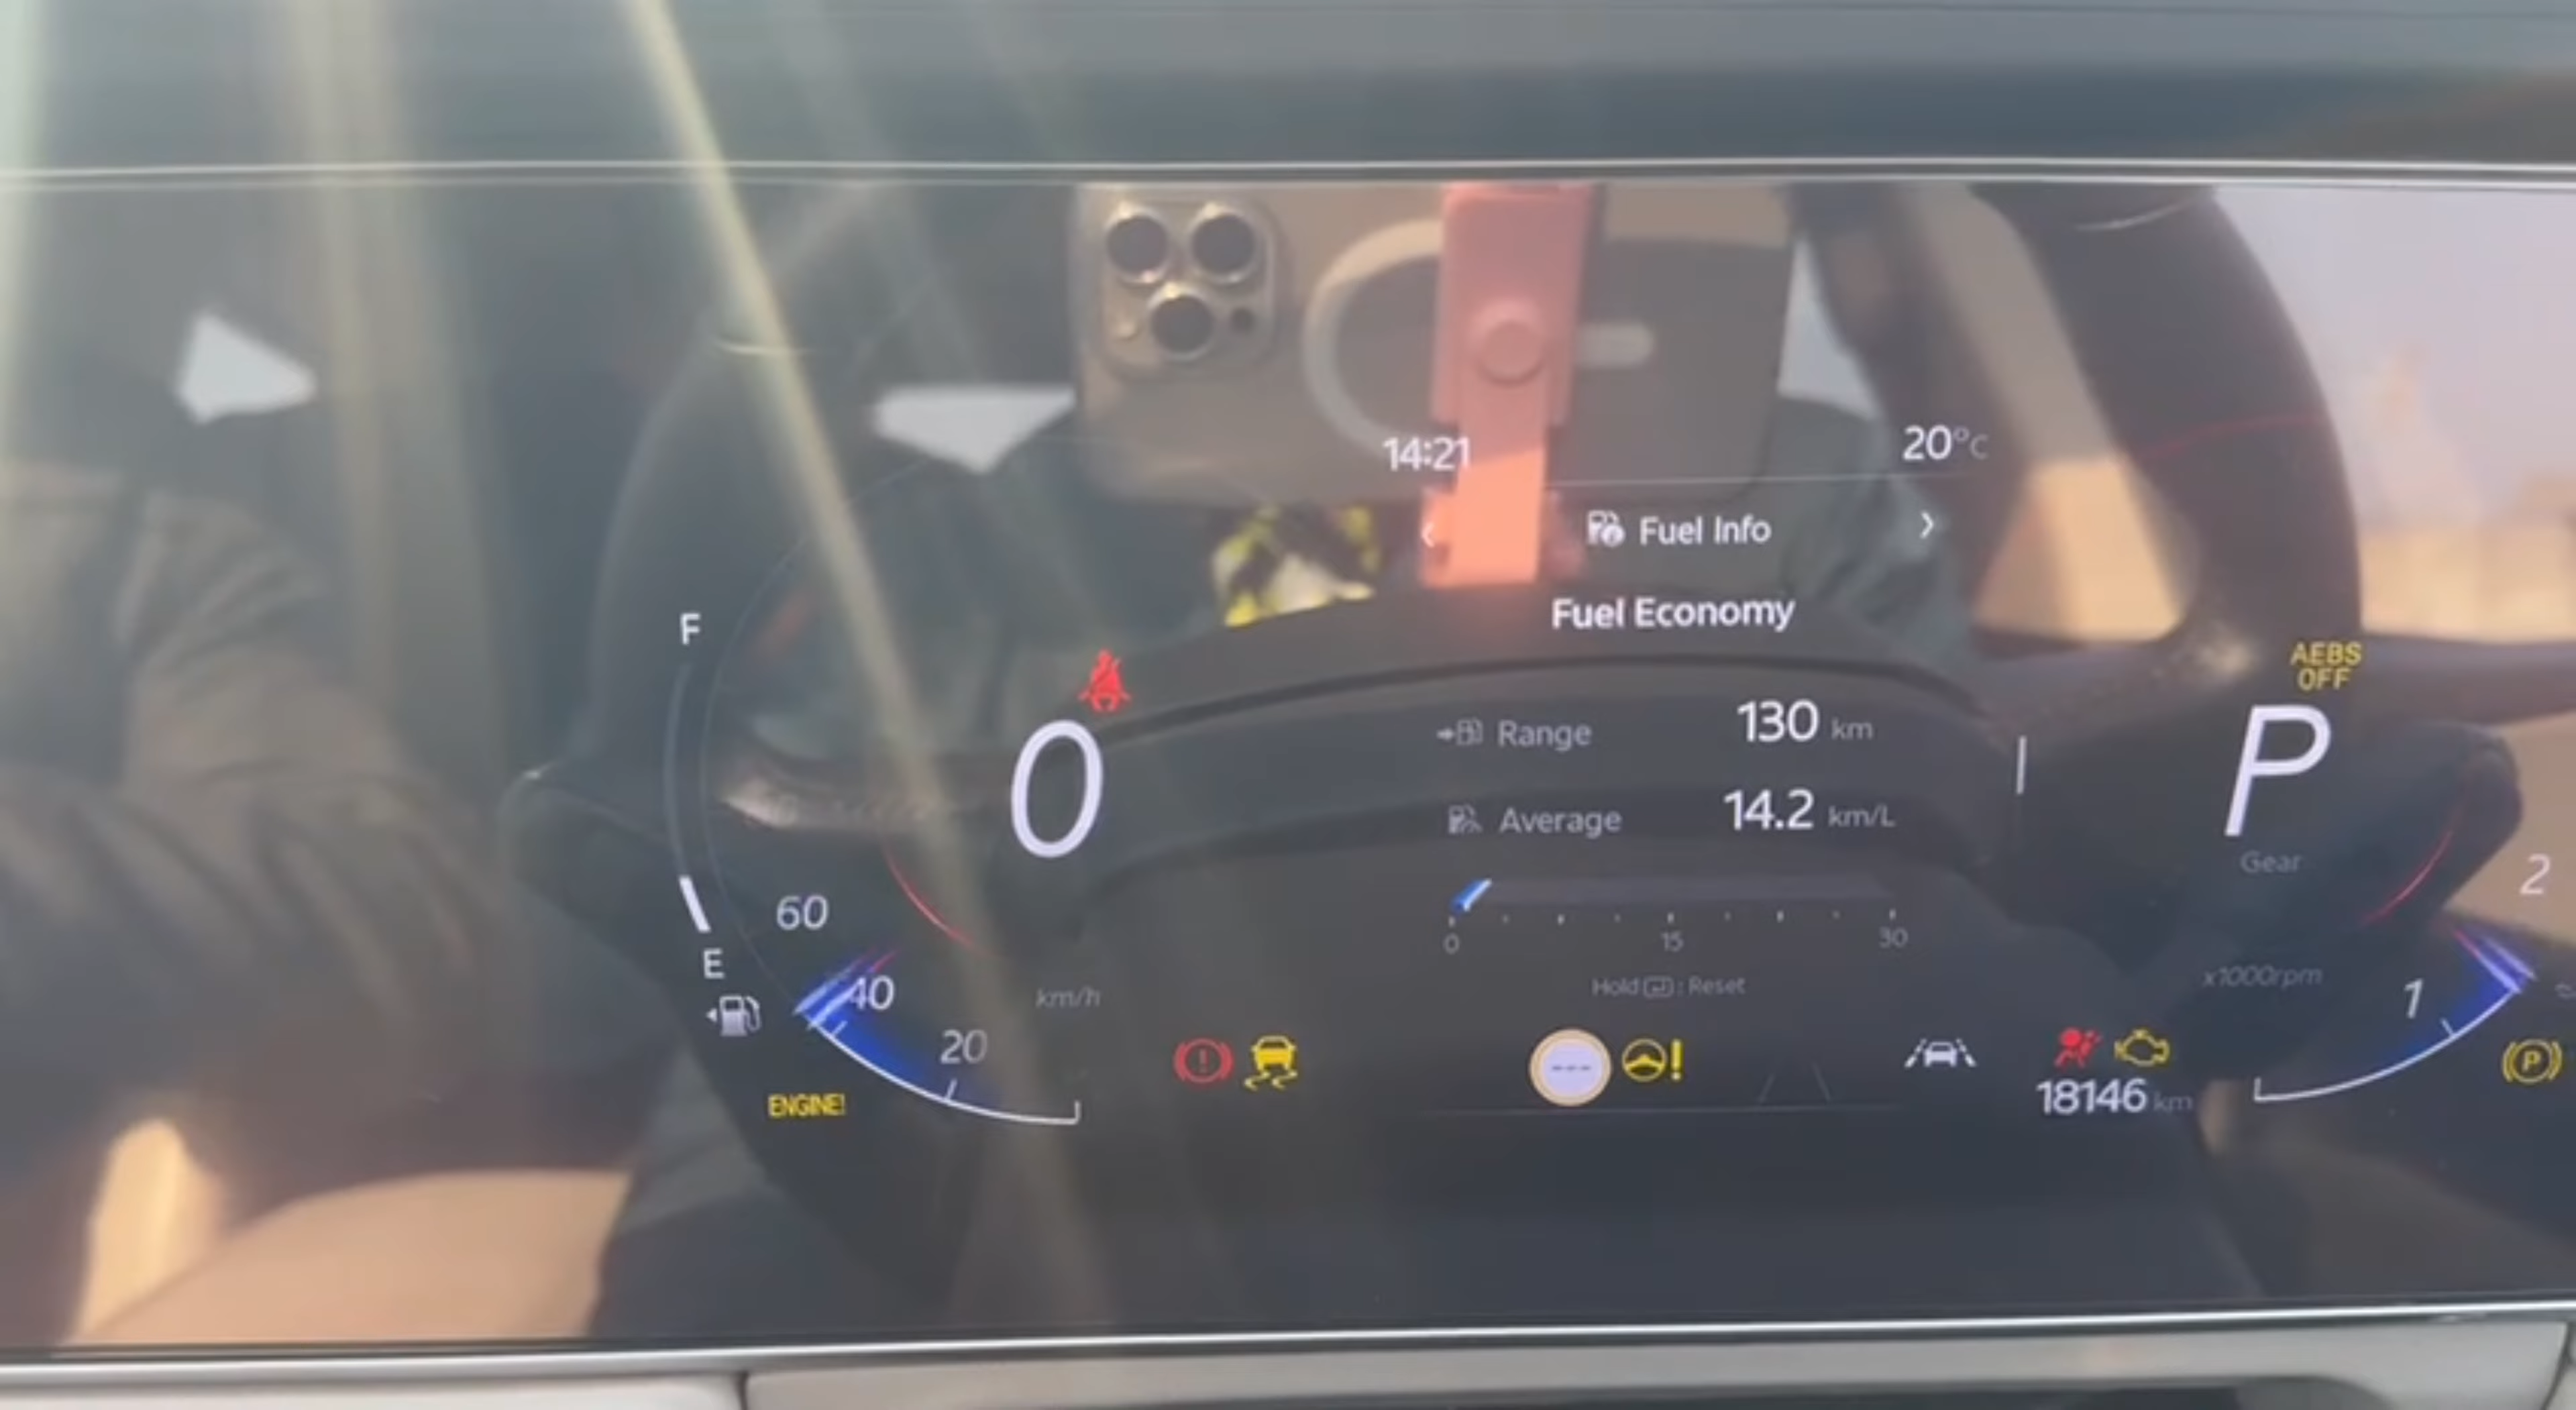 14:21
20°C
Fuel Info
Fuel Economy
F
AEBS
OFF
Range 130 km
0
P
Average 14.2 km/L
Gear
2
60
E
0 15 30
40
km/h
Hold : Reset
x1000rpm
1
20
ENGINE!
! --- !
P
18146 km